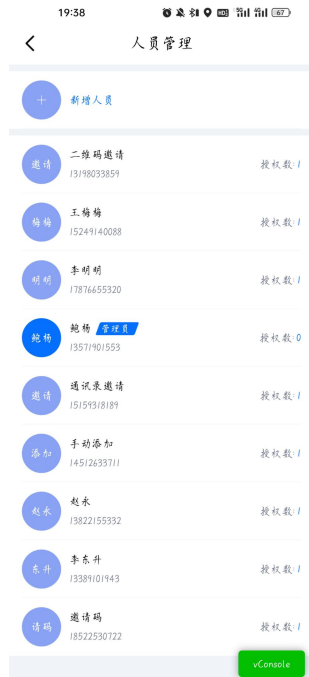 19:38
HD 5G 4G 67
人员管理
+ 新增人员
邀请 二维码邀请 授权数:1
13198033859
梅梅 王梅梅 授权数:1
15249140088
明明 李明明 授权数:1
17876655320
鲍杨 鲍杨 管理员 授权数:0
13571901553
邀请 通讯录邀请 授权数:1
15159318189
添加 手动添加 授权数:1
14512633711
赵永 赵永 授权数:1
13822155332
东升 李东升 授权数:1
13389101943
请码 邀请码 授权数:1
18522530722
vConsole